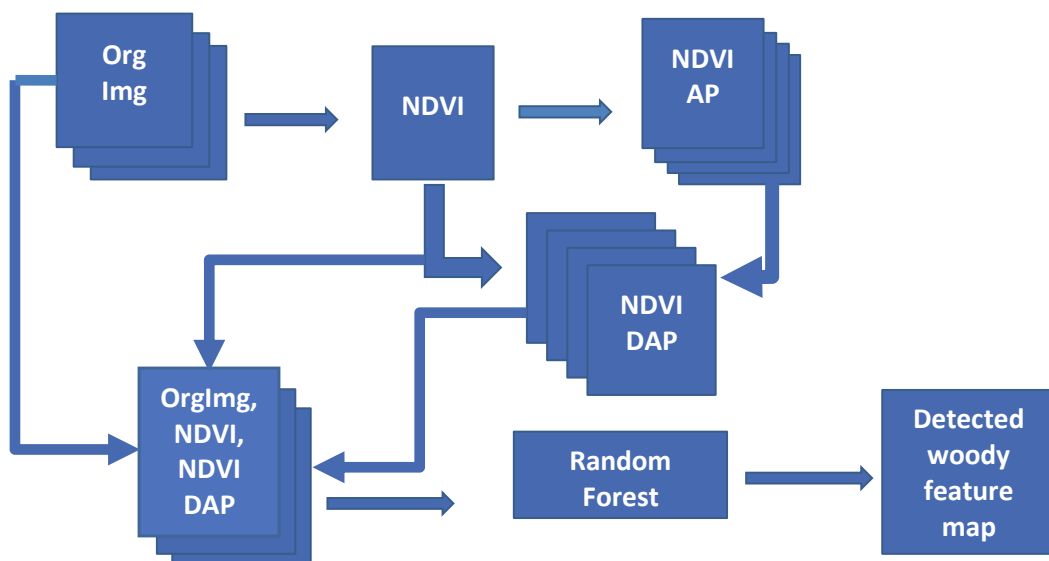 Org
Img
NDVI
NDVI
AP
NDVI
DAP
OrgImg,
NDVI,
NDVI
DAP
Random
Forest
Detected
woody
feature
map